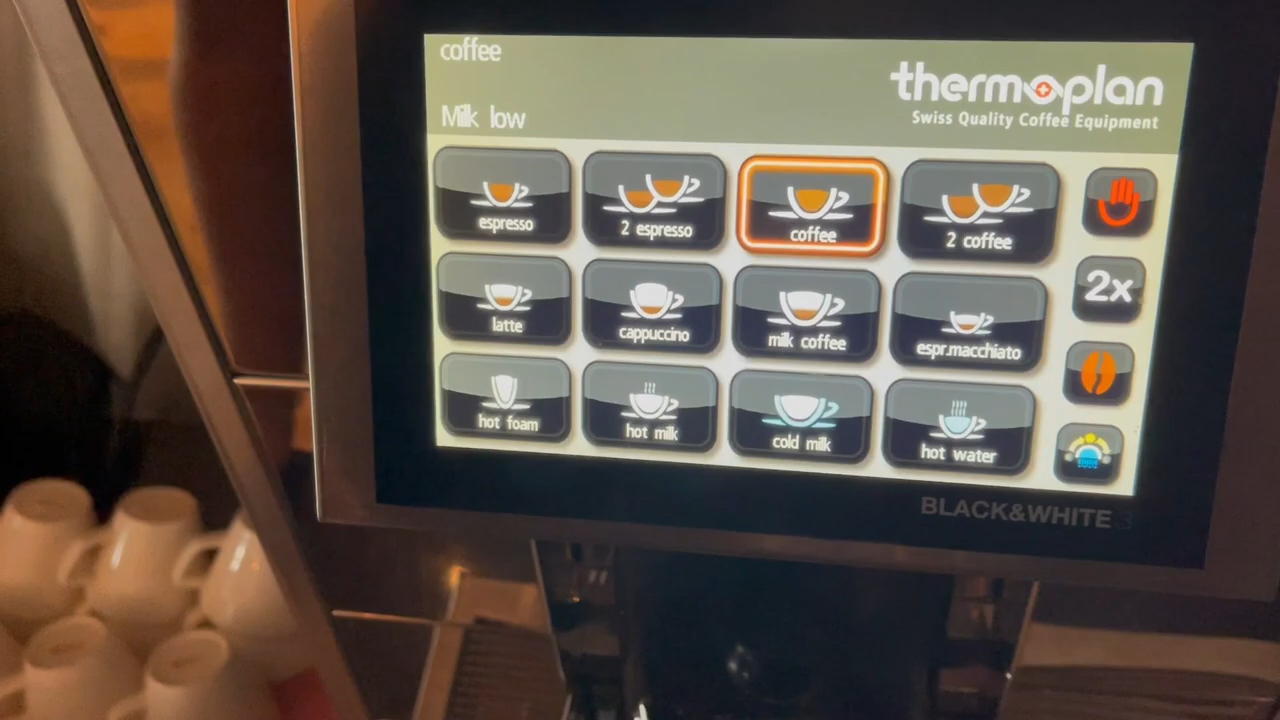 coffee
thermoplan
Swiss Quality Coffee Equipment
Milk low
espresso
2 espresso
coffee
2 coffee
2x
latte
cappuccino
milk coffee
espr.macchiato
hot foam
hot milk
cold milk
hot water
BLACK&WHITE